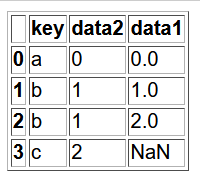 key data2 data1
0 a 0 0.0
1 b 1 1.0
2 b 1 2.0
3 c 2 NaN